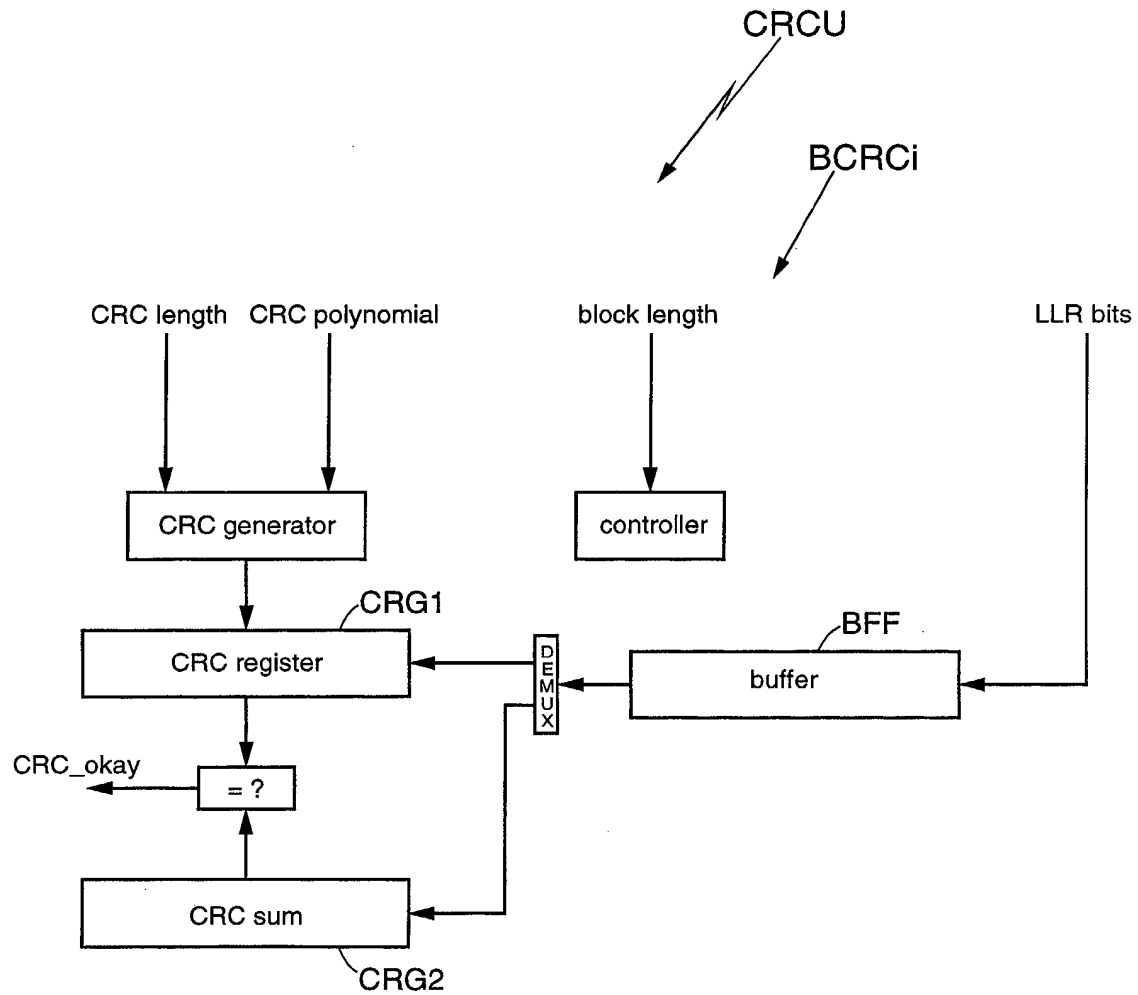 CRCU
BCRCi
CRC length
CRC polynomial
block length
LLR bits
CRC generator
controller
CRG1
CRC register
DEMUX
BFF
buffer
CRC_okay
= ?
CRC sum
CRG2